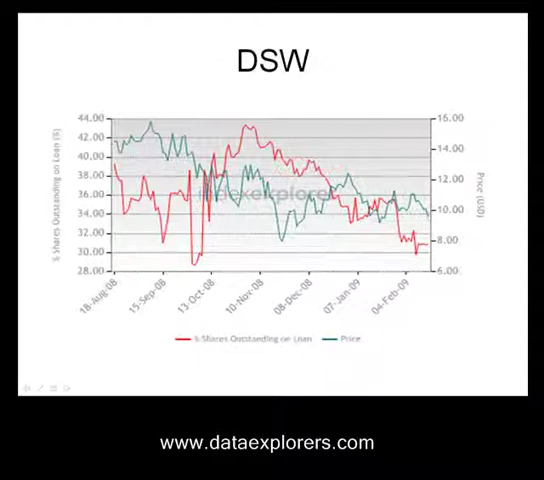 DSW
44.00
42.00
40.00
38.00
36.00
34.00
32.00
30.00
28.00
% Shares Outstanding on Loan (%)
16.00
14.00
12.00
10.00
8.00
6.00
Price (USD)
dataexplorers
18-Aug-08
15-Sep-08
13-Oct-08
10-Nov-08
08-Dec-08
07-Jan-09
04-Feb-09
% Shares Outstanding on Loan
Price
www.dataexplorers.com